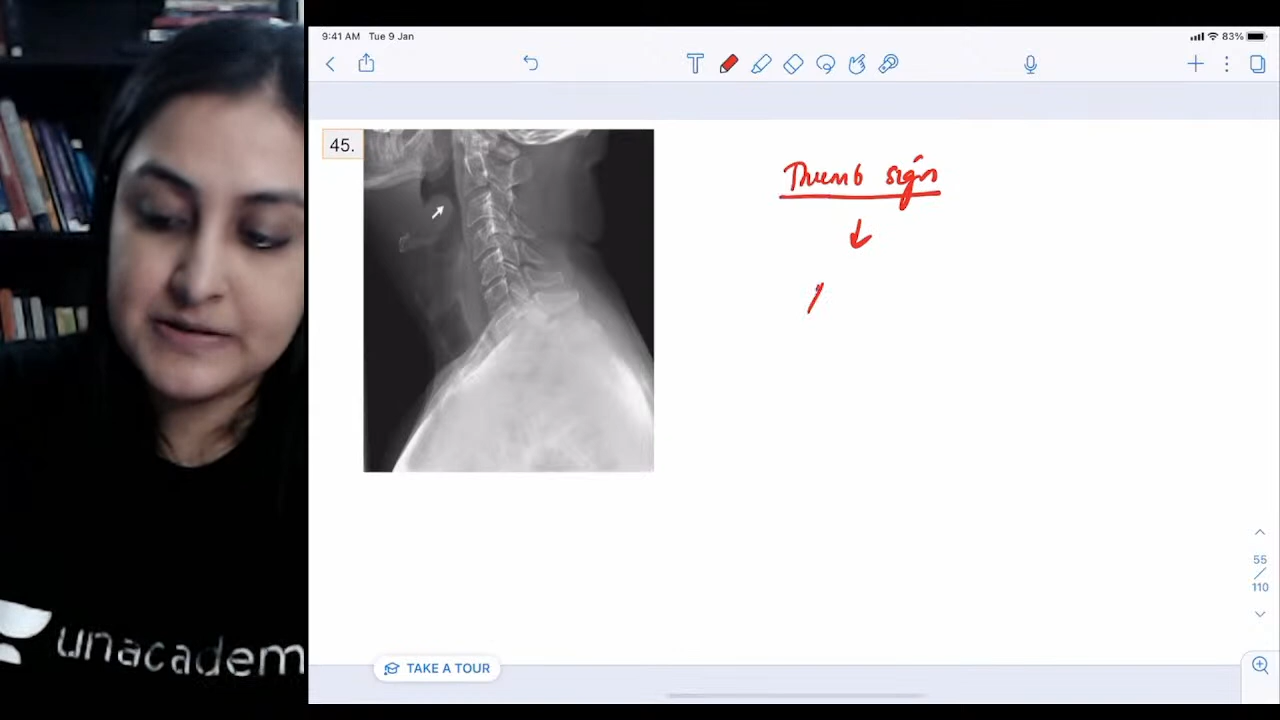 9:41 AM Tue 9 Jan
83%
T
45.
Thumb sign
55
110
TAKE A TOUR
unacadem